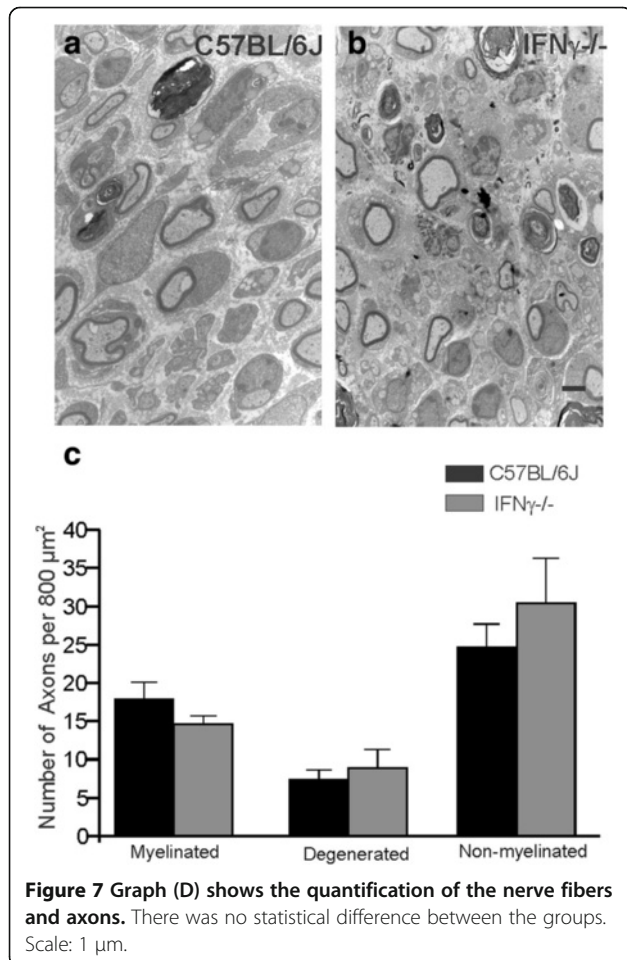 a C57BL/6J
b IFNγ-/-
c
C57BL/6J
IFNγ-/-
Number of Axons per 800 µm²
40
35
30
25
20
15
10
5
0
Myelinated Degenerated Non-myelinated
Figure 7 Graph (D) shows the quantification of the nerve fibers
and axons. There was no statistical difference between the groups.
Scale: 1 µm.